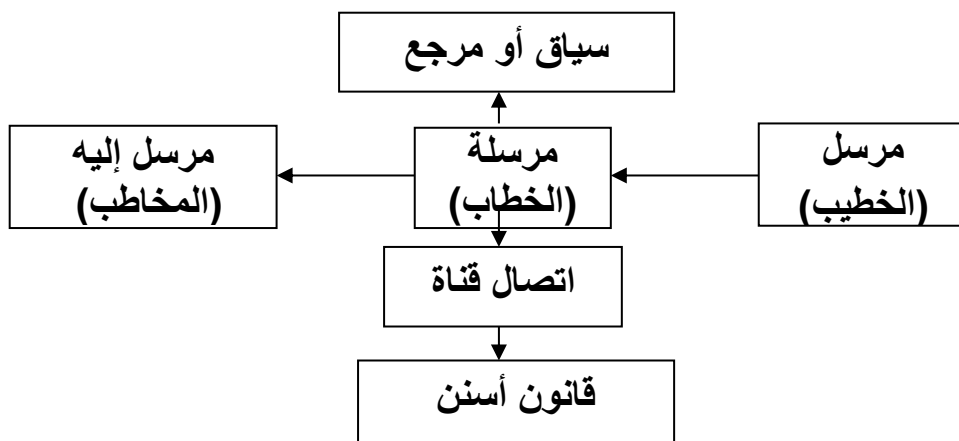 سياق أو مرجع
مرسل
(الخطيب)
مرسلة
(الخطاب)
مرسل إليه
(المخاطب)
اتصال قناة
قانون أسنن